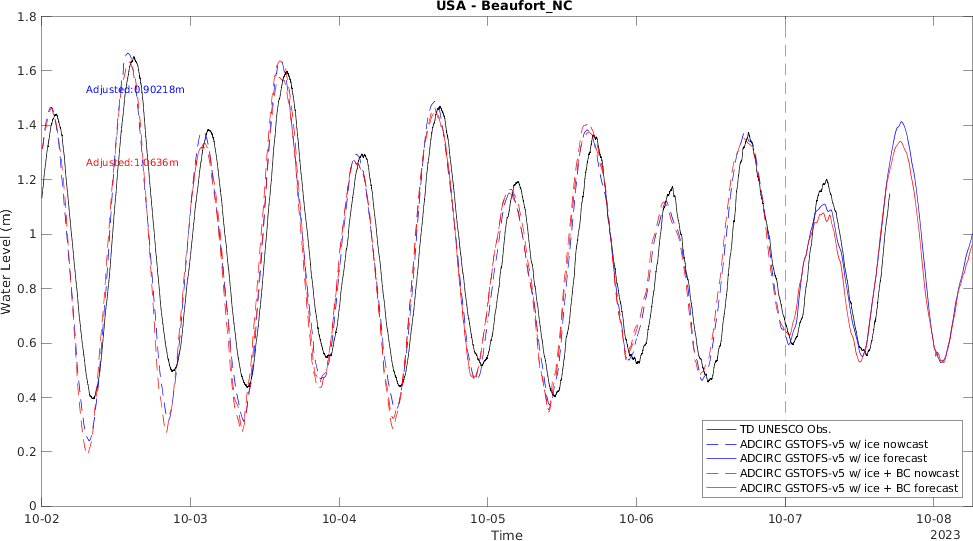 USA - Beaufort_NC
Water Level (m)
1.8
1.6
1.4
1.2
1
0.8
0.6
0.4
0.2
0
Adjusted:0.90218m
Adjusted:1.0636m
TD UNESCO Obs.
ADCIRC GSTOFS-v5 w/ ice nowcast
ADCIRC GSTOFS-v5 w/ ice forecast
ADCIRC GSTOFS-v5 w/ ice + BC nowcast
ADCIRC GSTOFS-v5 w/ ice + BC forecast
10-02 10-03 10-04 10-05 10-06 10-07 10-08
Time
2023